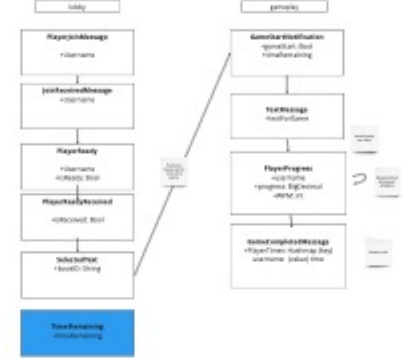 lobby
PlayerJoinMessage
-Username
JoinReceivedMessage
-Username
PlayerReady
-Username
-isReady: Bool
PlayerReadyReceived
-isReceived: Bool
SelectedText
-bookID: String
TimeRemaining
-timeRemaining
gameplay
GameStartNotification
-gameStart: Bool
-timeRemaining
TextMessage
-textForGame
PlayerProgress
-username
-progress: BigDecimal
-WPM: int
GameCompletedMessage
-PlayerTimes: Hashmap (key)
username: (value) time